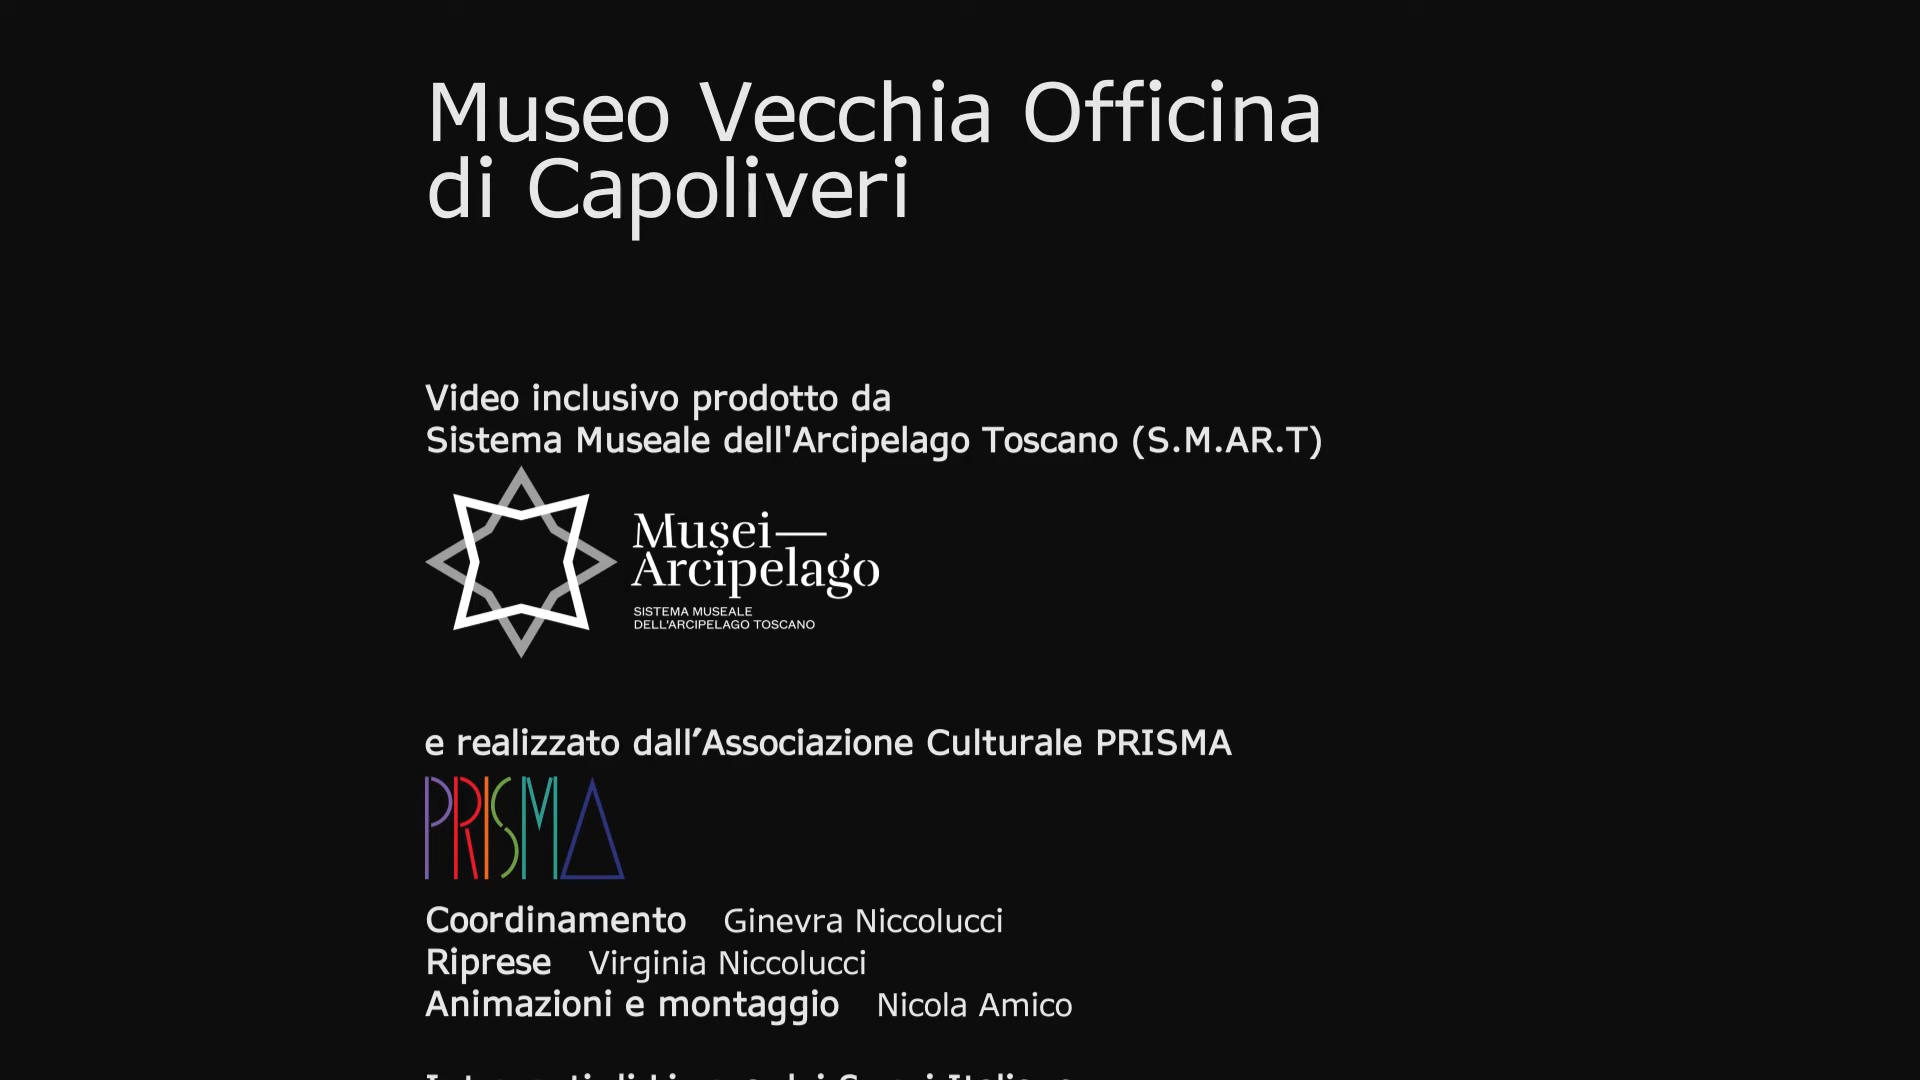 Museo Vecchia Officina
di Capoliveri
Video inclusivo prodotto da
Sistema Museale dell'Arcipelago Toscano (S.M.AR.T)
Musei—
Arcipelago
SISTEMA MUSEALE
DELL'ARCIPELAGO TOSCANO
e realizzato dall’Associazione Culturale PRISMA
PRISMA
Coordinamento Ginevra Niccolucci
Riprese Virginia Niccolucci
Animazioni e montaggio Nicola Amico